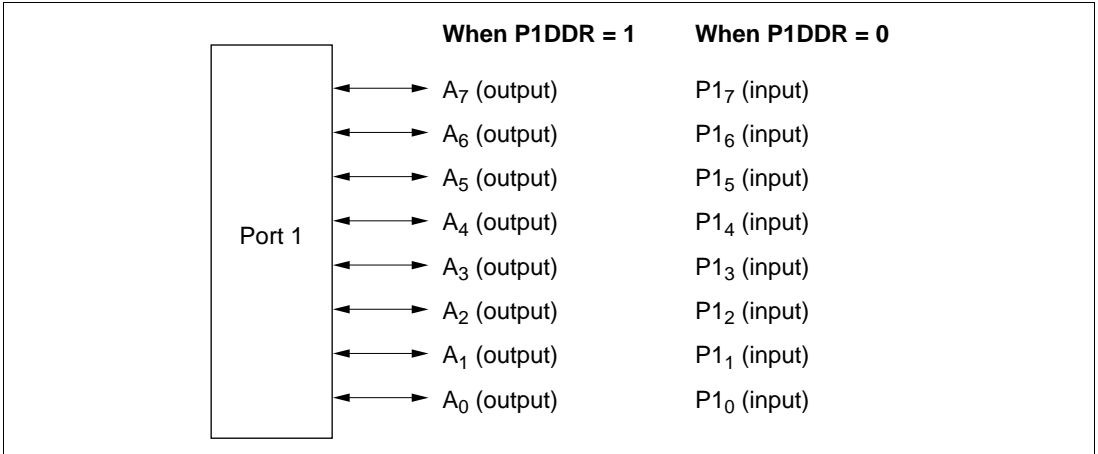 When P1DDR = 1 When P1DDR = 0
A7 (output) P17 (input)
A6 (output) P16 (input)
A5 (output) P15 (input)
Port 1 A4 (output) P14 (input)
A3 (output) P13 (input)
A2 (output) P12 (input)
A1 (output) P11 (input)
A0 (output) P10 (input)